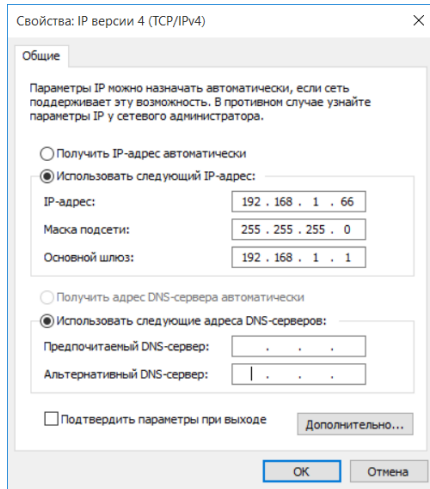 Свойства: IP версии 4 (TCP/IPv4)
Общие
Параметры IP можно назначать автоматически, если сеть
поддерживает эту возможность. В противном случае узнайте
параметры IP у сетевого администратора.
Получить IP-адрес автоматически
Использовать следующий IP-адрес:
IP-адрес: 192 . 168 . 1 . 66
Маска подсети: 255 . 255 . 255 . 0
Основной шлюз: 192 . 168 . 1 . 1
Получить адрес DNS-сервера автоматически
Использовать следующие адреса DNS-серверов:
Предпочитаемый DNS-сервер: . . .
Альтернативный DNS-сервер: . . .
Подтвердить параметры при выходе
Дополнительно...
ОК Отмена